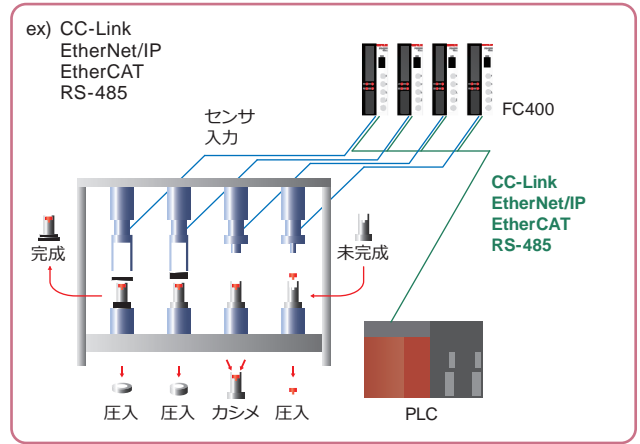 ex) CC-Link
EtherNet/IP
EtherCAT
RS-485
センサ
入力
FC400
CC-Link
EtherNet/IP
EtherCAT
RS-485
完成
未完成
圧入
圧入
カシメ
圧入
PLC